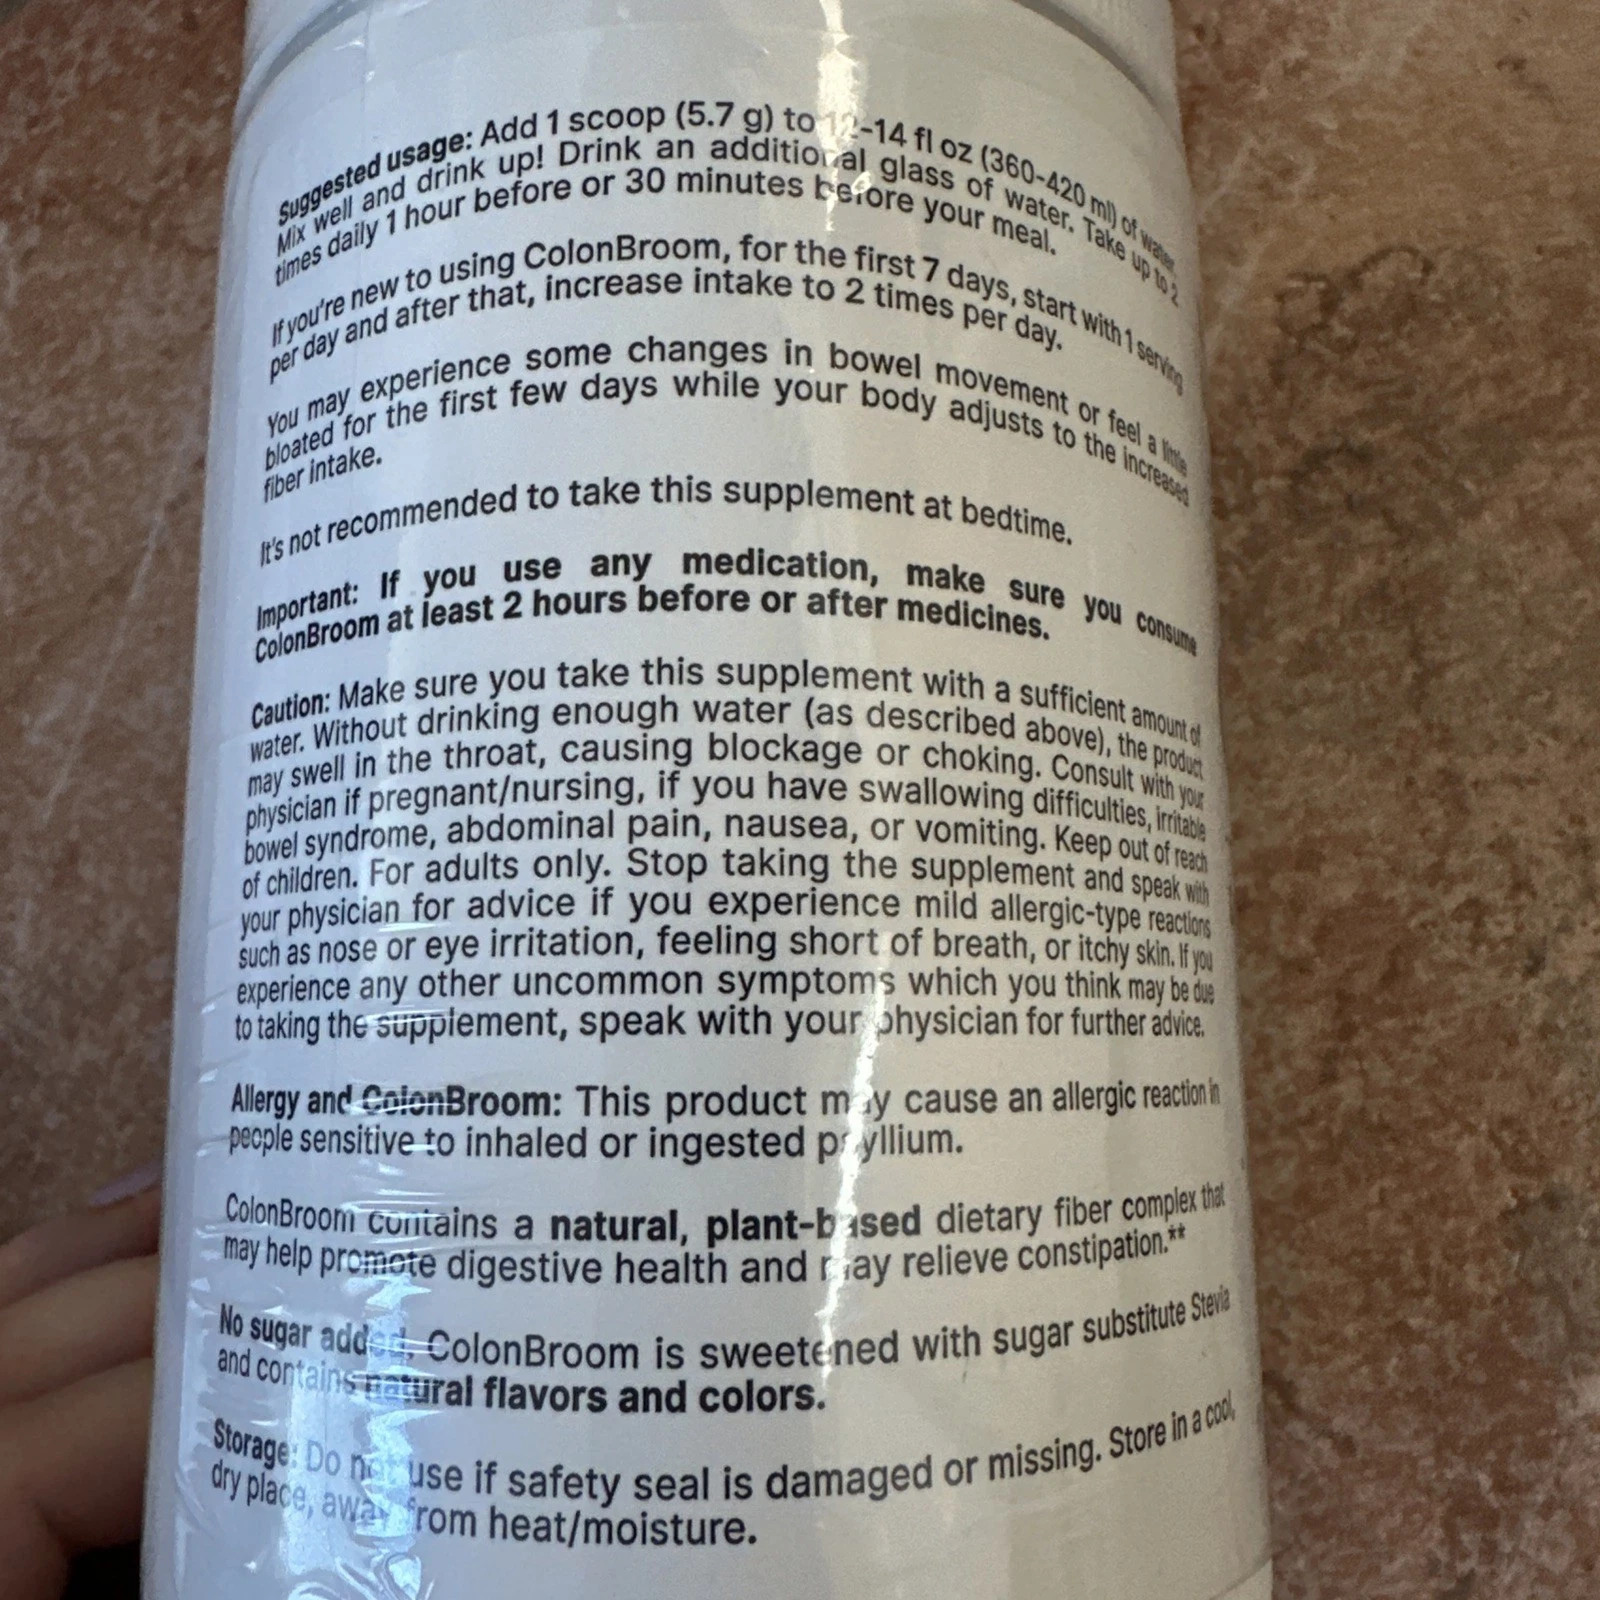 Suggested usage: Add 1 scoop (5.7 g) to 12-14 fl oz (360-420 ml) of water.
Mix well and drink up! Drink an additional glass of water. Take up to 2
times daily 1 hour before or 30 minutes before your meal.
If you're new to using ColonBroom, for the first 7 days, start with 1 serving
per day and after that, increase intake to 2 times per day.
You may experience some changes in bowel movement or feel a little
bloated for the first few days while your body adjusts to the increased
fiber intake.
It's not recommended to take this supplement at bedtime.
Important: If you use any medication, make sure you consume
ColonBroom at least 2 hours before or after medicines.
Caution: Make sure you take this supplement with a sufficient amount of
water. Without drinking enough water (as described above), the product
may swell in the throat, causing blockage or choking. Consult with your
physician if pregnant/nursing, if you have swallowing difficulties, irritable
bowel syndrome, abdominal pain, nausea, or vomiting. Keep out of reach
of children. For adults only. Stop taking the supplement and speak with
your physician for advice if you experience mild allergic-type reactions
such as nose or eye irritation, feeling short of breath, or itchy skin. If you
experience any other uncommon symptoms which you think may be due
to taking the supplement, speak with your physician for further advice.
Allergy and ColonBroom: This product may cause an allergic reaction in
people sensitive to inhaled or ingested psyllium.
ColonBroom contains a natural, plant-based dietary fiber complex that
may help promote digestive health and may relieve constipation.**
No sugar added. ColonBroom is sweetened with sugar substitute Stevia
and contains natural flavors and colors.
Storage: Do not use if safety seal is damaged or missing. Store in a cool,
dry place, away from heat/moisture.